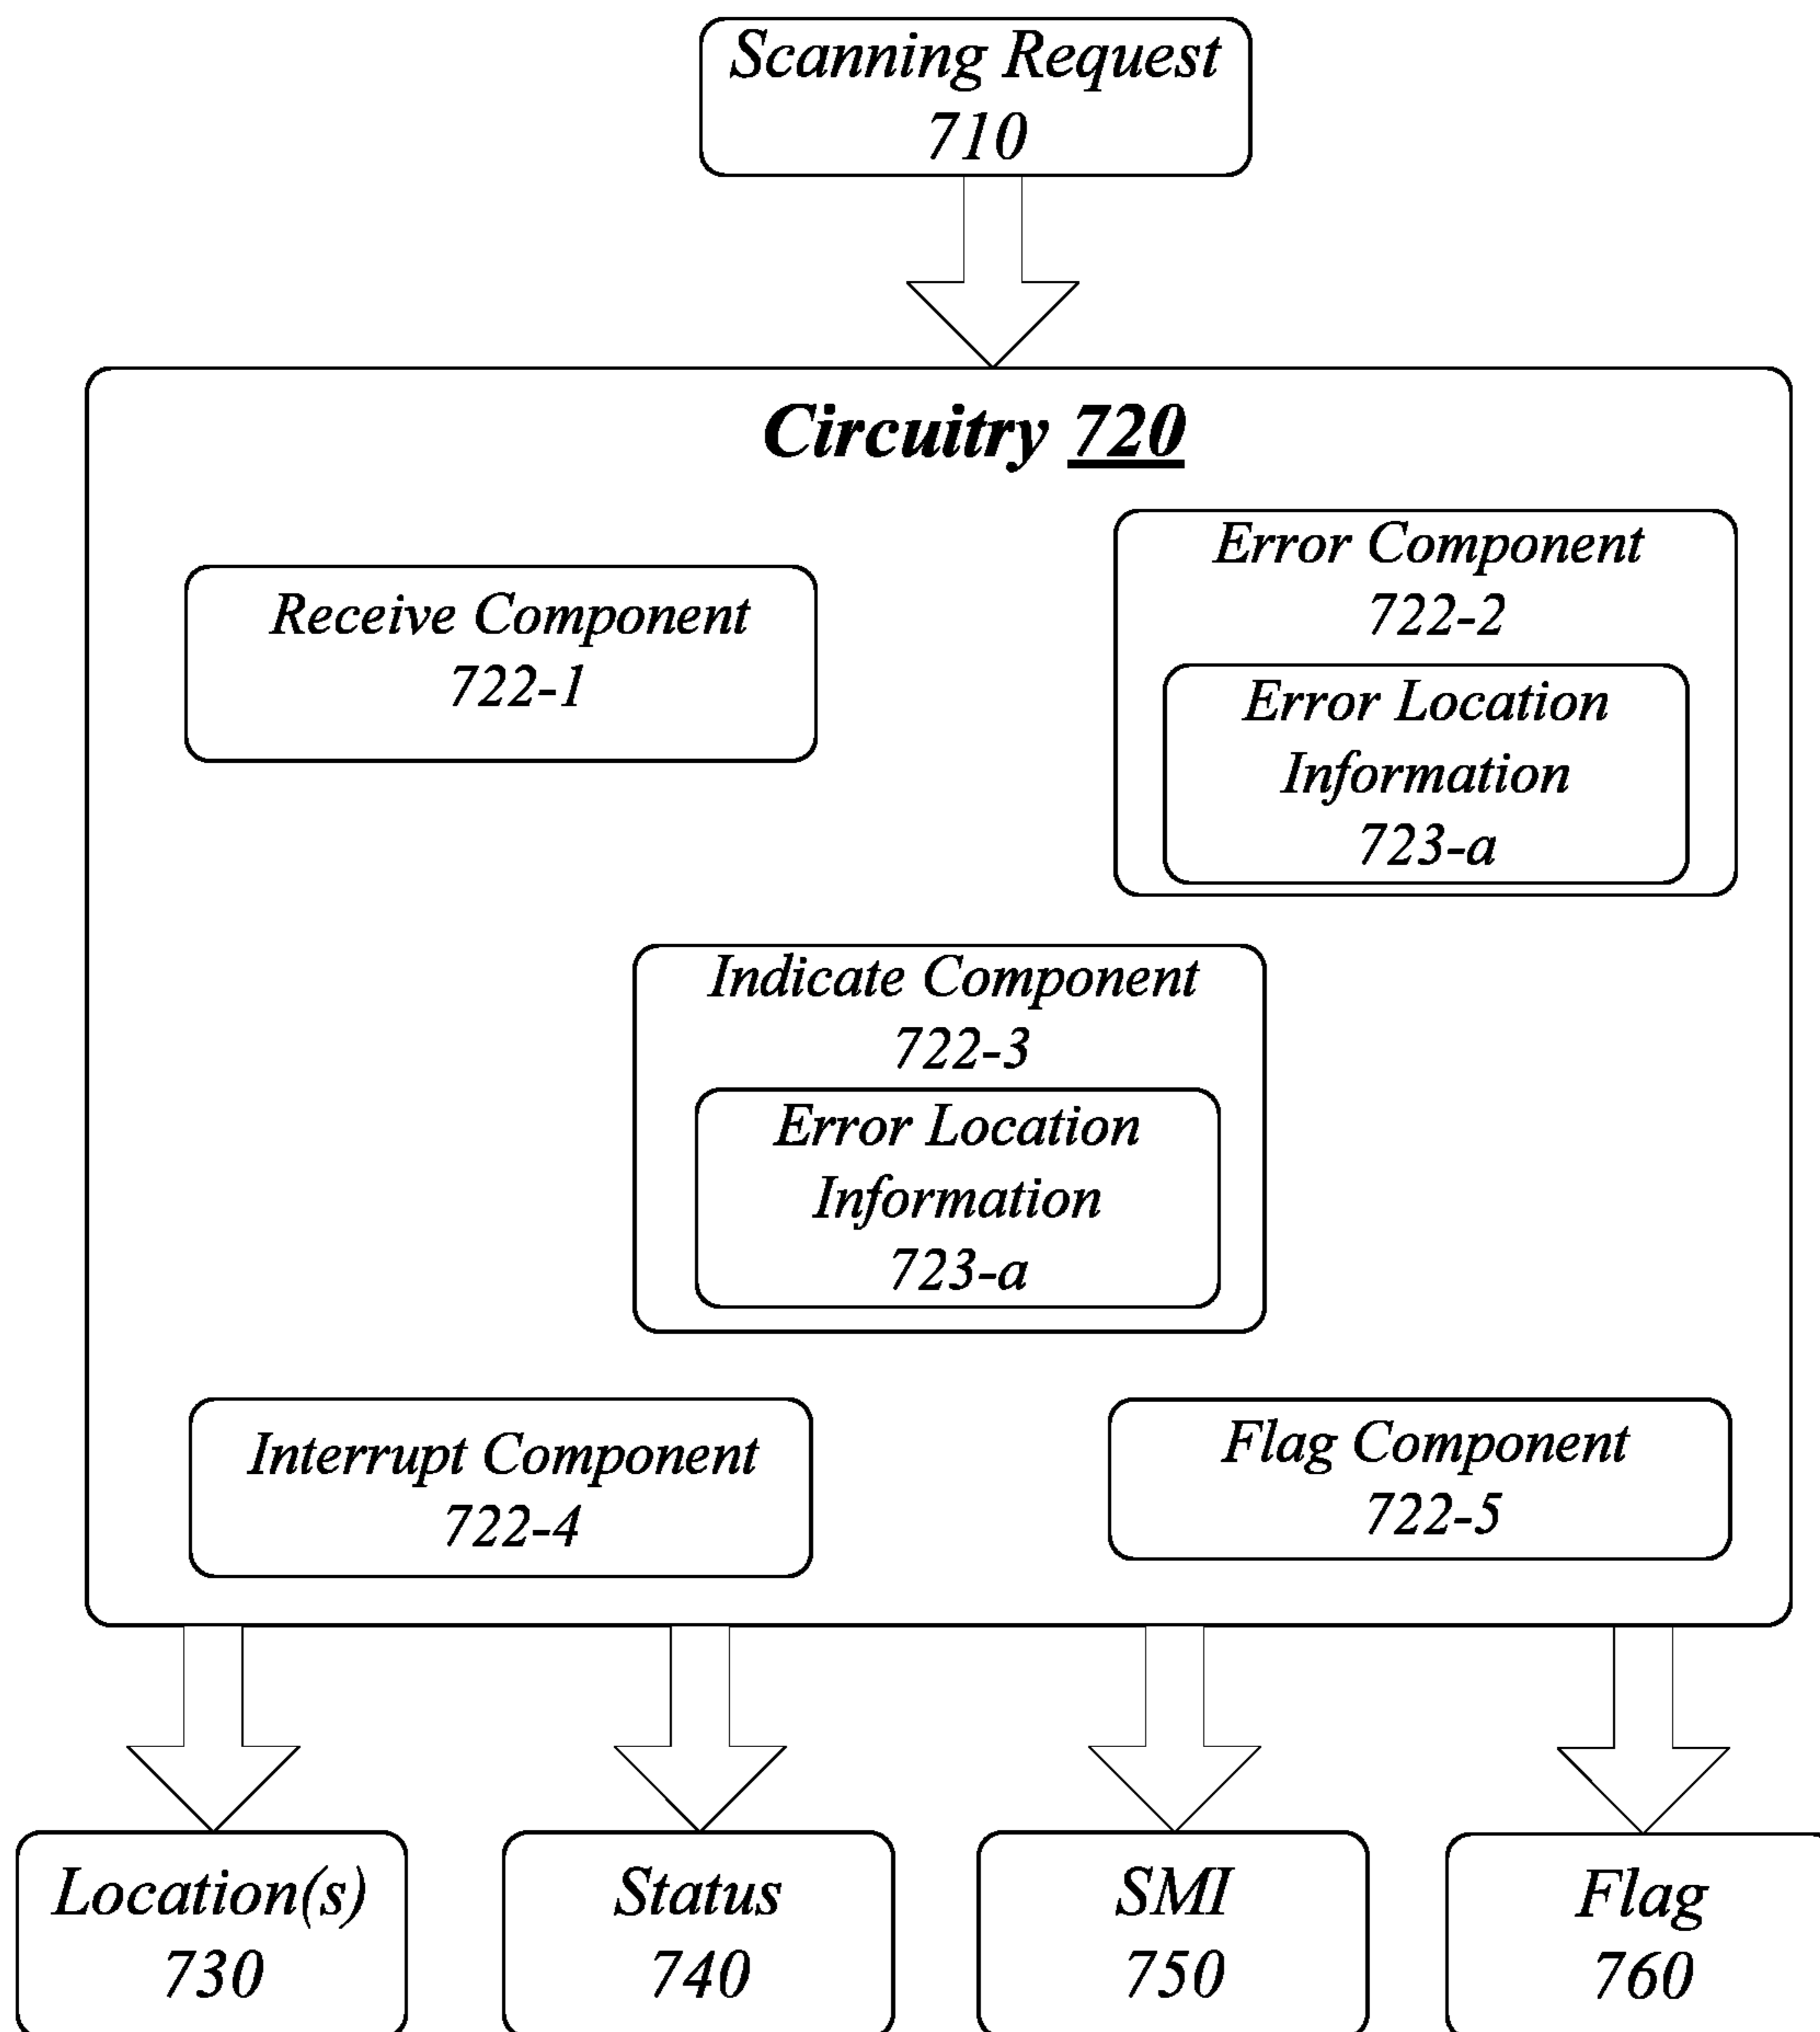 Scanning Request
710
Circuitry 720
Receive Component
722-1
Error Component
722-2
Error Location
Information
723-a
Indicate Component
722-3
Error Location
Information
723-a
Interrupt Component
722-4
Flag Component
722-5
Location(s)
730
Status
740
SMI
750
Flag
760